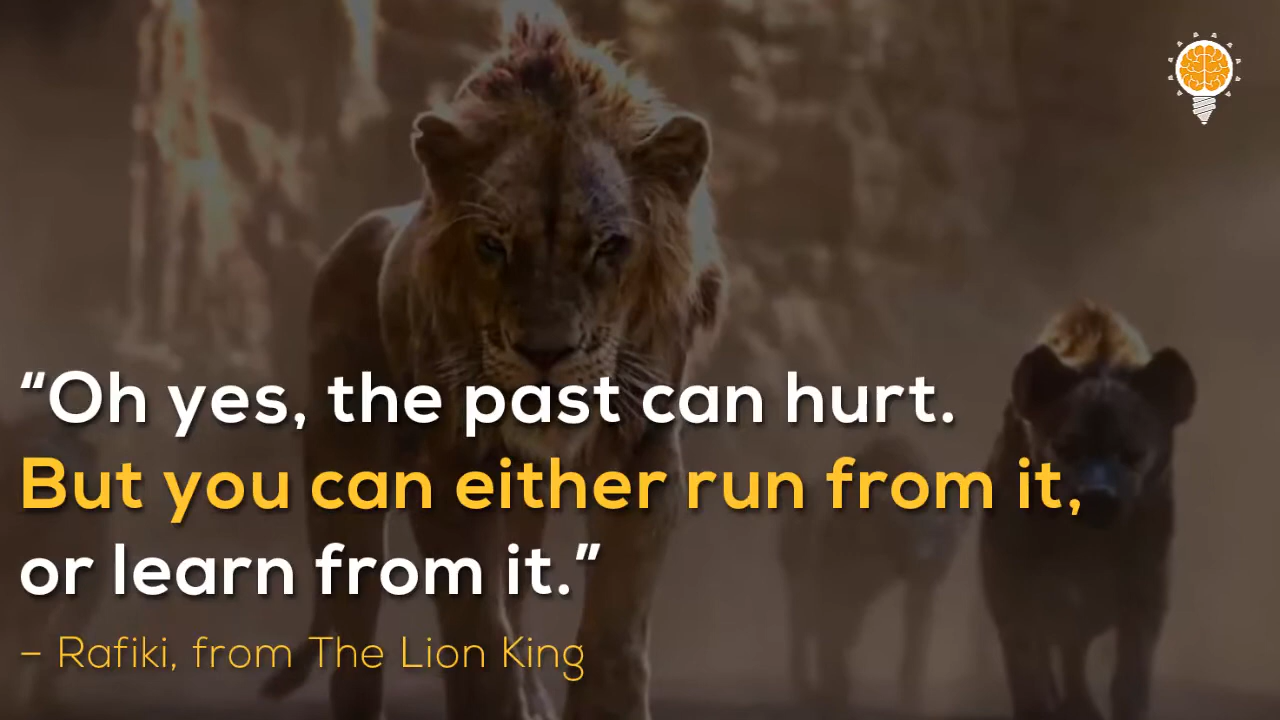 “Oh yes, the past can hurt.
But you can either run from it,
or learn from it.”
– Rafiki, from The Lion King